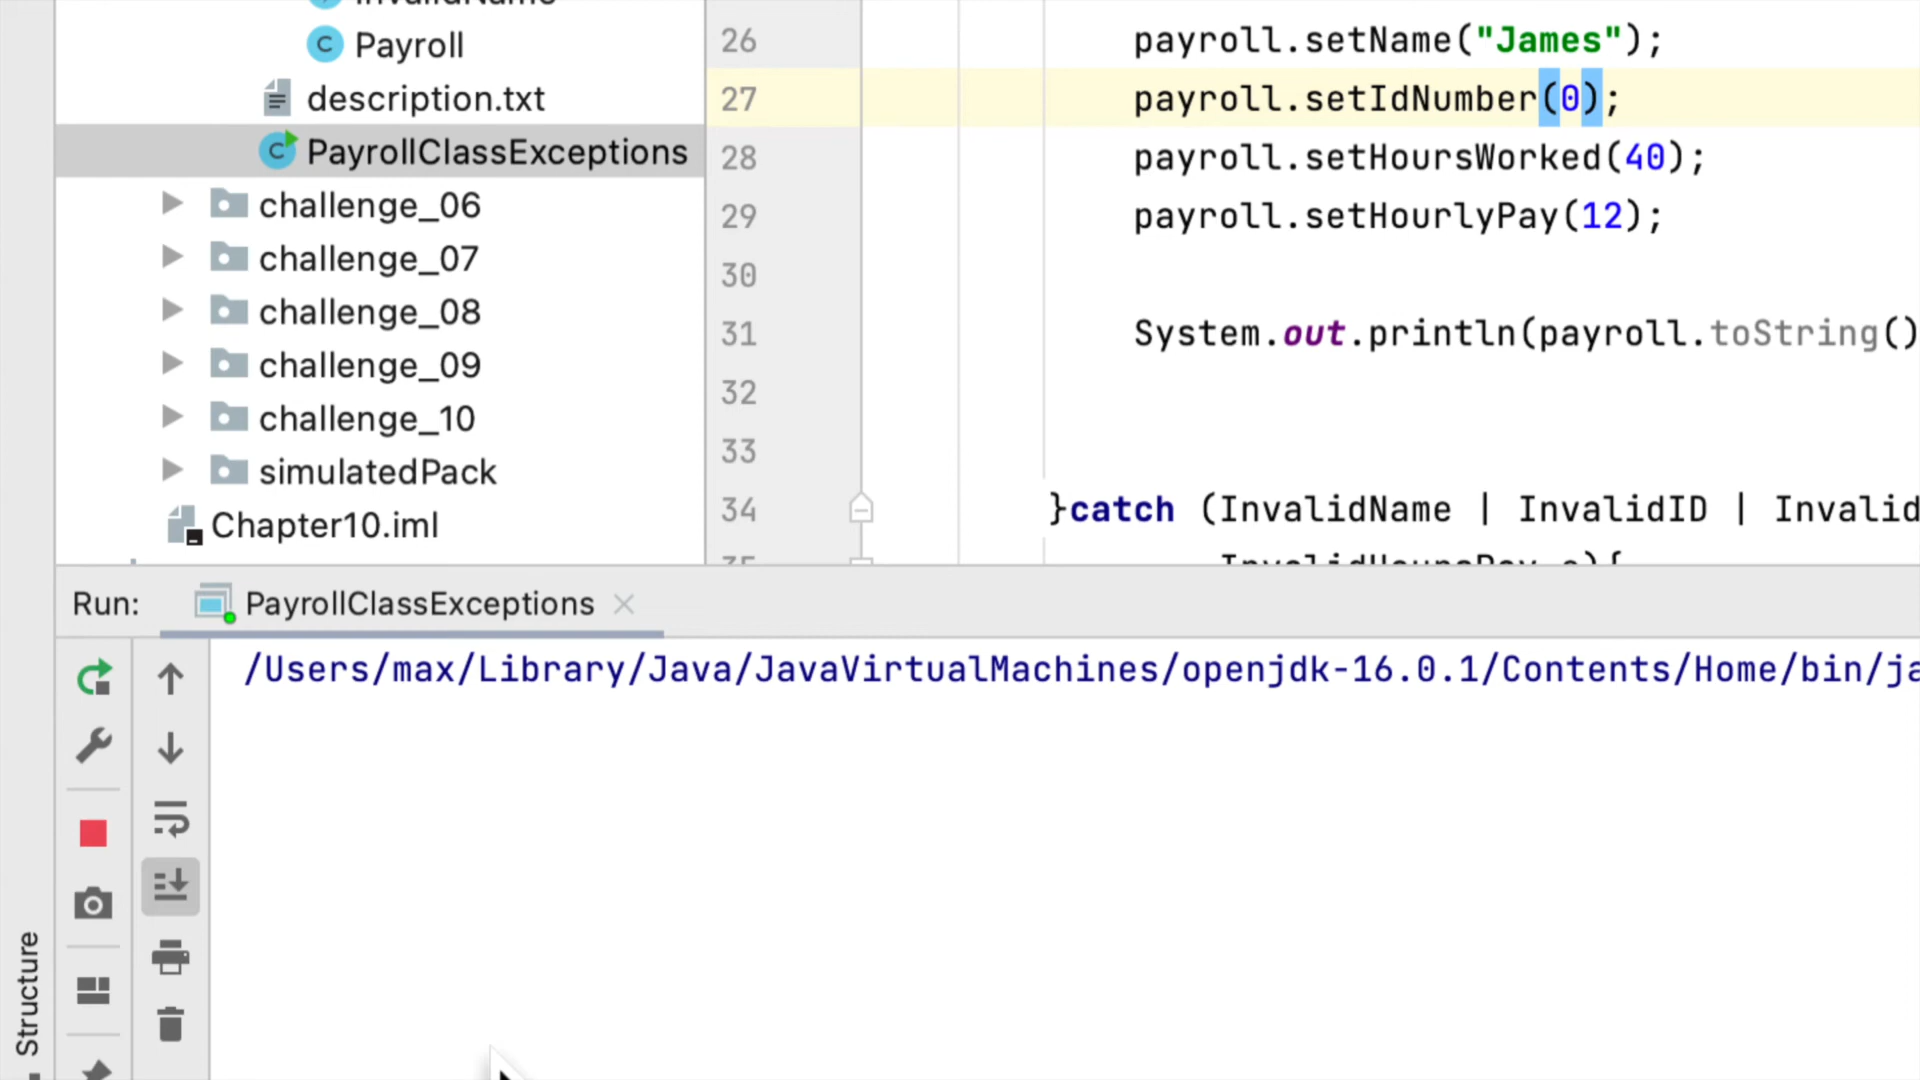 InvalidName
Payroll
description.txt
PayrollClassExceptions
challenge_06
challenge_07
challenge_08
challenge_09
challenge_10
simulatedPack
Chapter10.iml
26 payroll.setName("James");
27 payroll.setIdNumber(0);
28 payroll.setHoursWorked(40);
29 payroll.setHourlyPay(12);
30
31 System.out.println(payroll.toString()
32
33
34 }catch (InvalidName | InvalidID | Invalid
35 InvalidHoursPay e){
Run: PayrollClassExceptions
/Users/max/Library/Java/JavaVirtualMachines/openjdk-16.0.1/Contents/Home/bin/ja
Structure